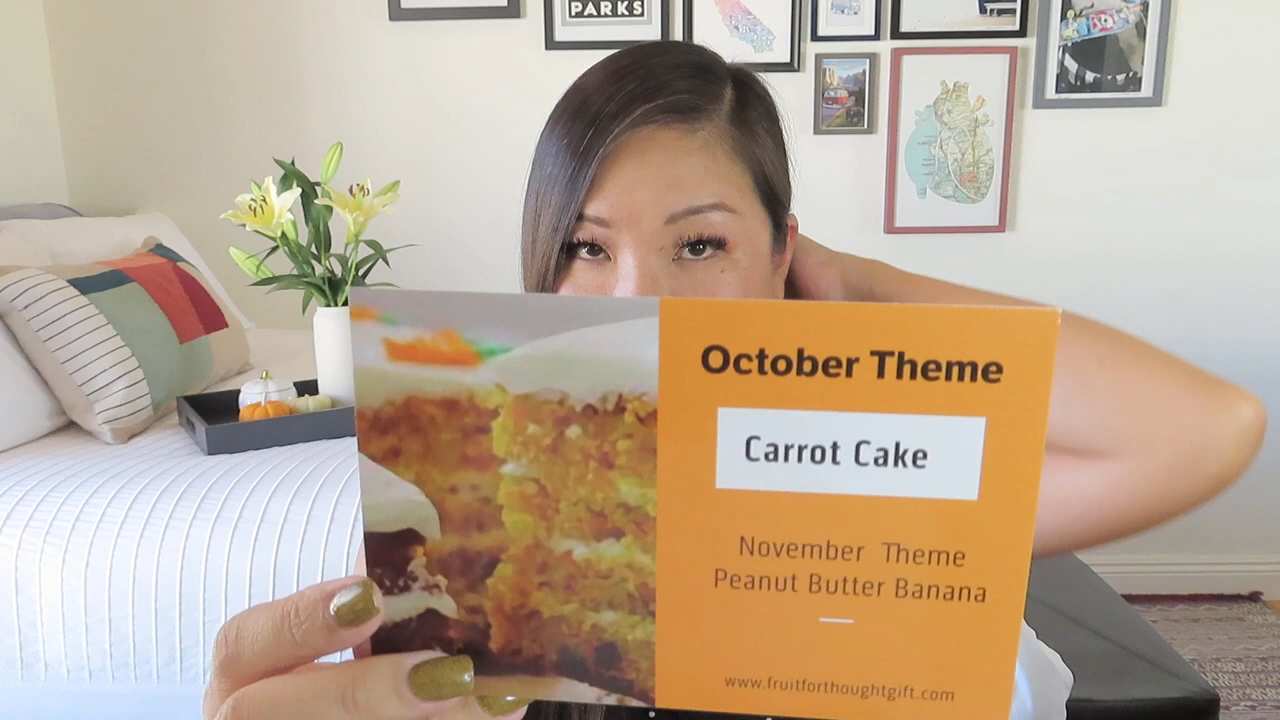 PARKS
October Theme
Carrot Cake
November Theme
Peanut Butter Banana
www.fruitforthoughtgift.com